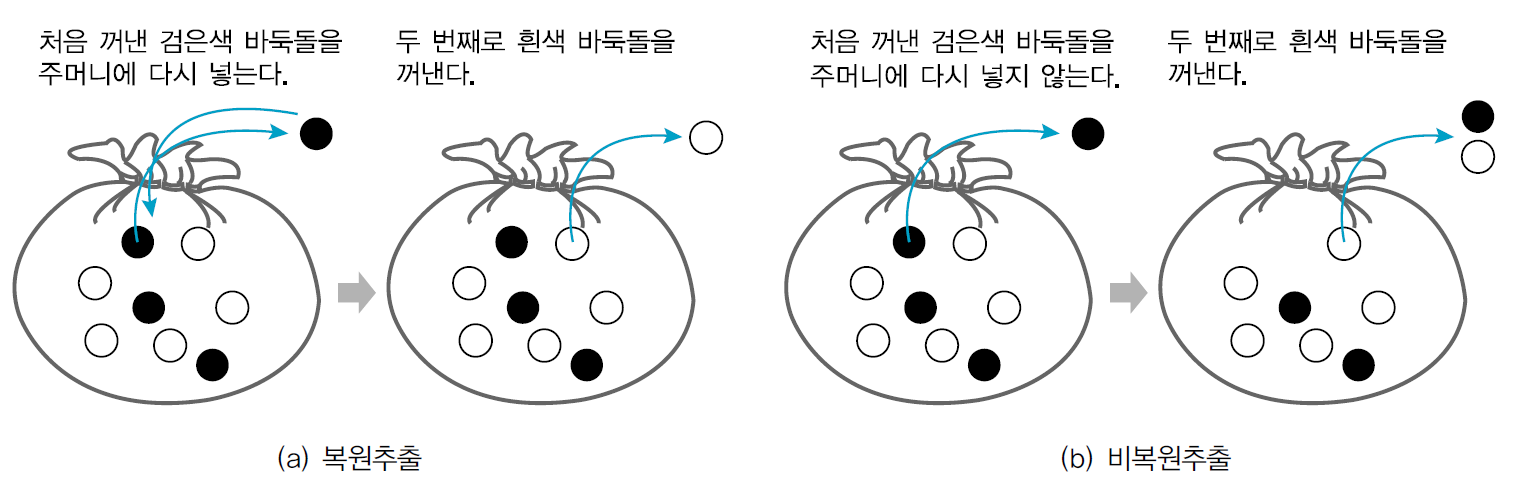 처음 꺼낸 검은색 바둑돌을
주머니에 다시 넣는다.
두 번째로 흰색 바둑돌을
꺼낸다.
처음 꺼낸 검은색 바둑돌을
주머니에 다시 넣지 않는다.
두 번째로 흰색 바둑돌을
꺼낸다.
(a) 복원추출
(b) 비복원추출